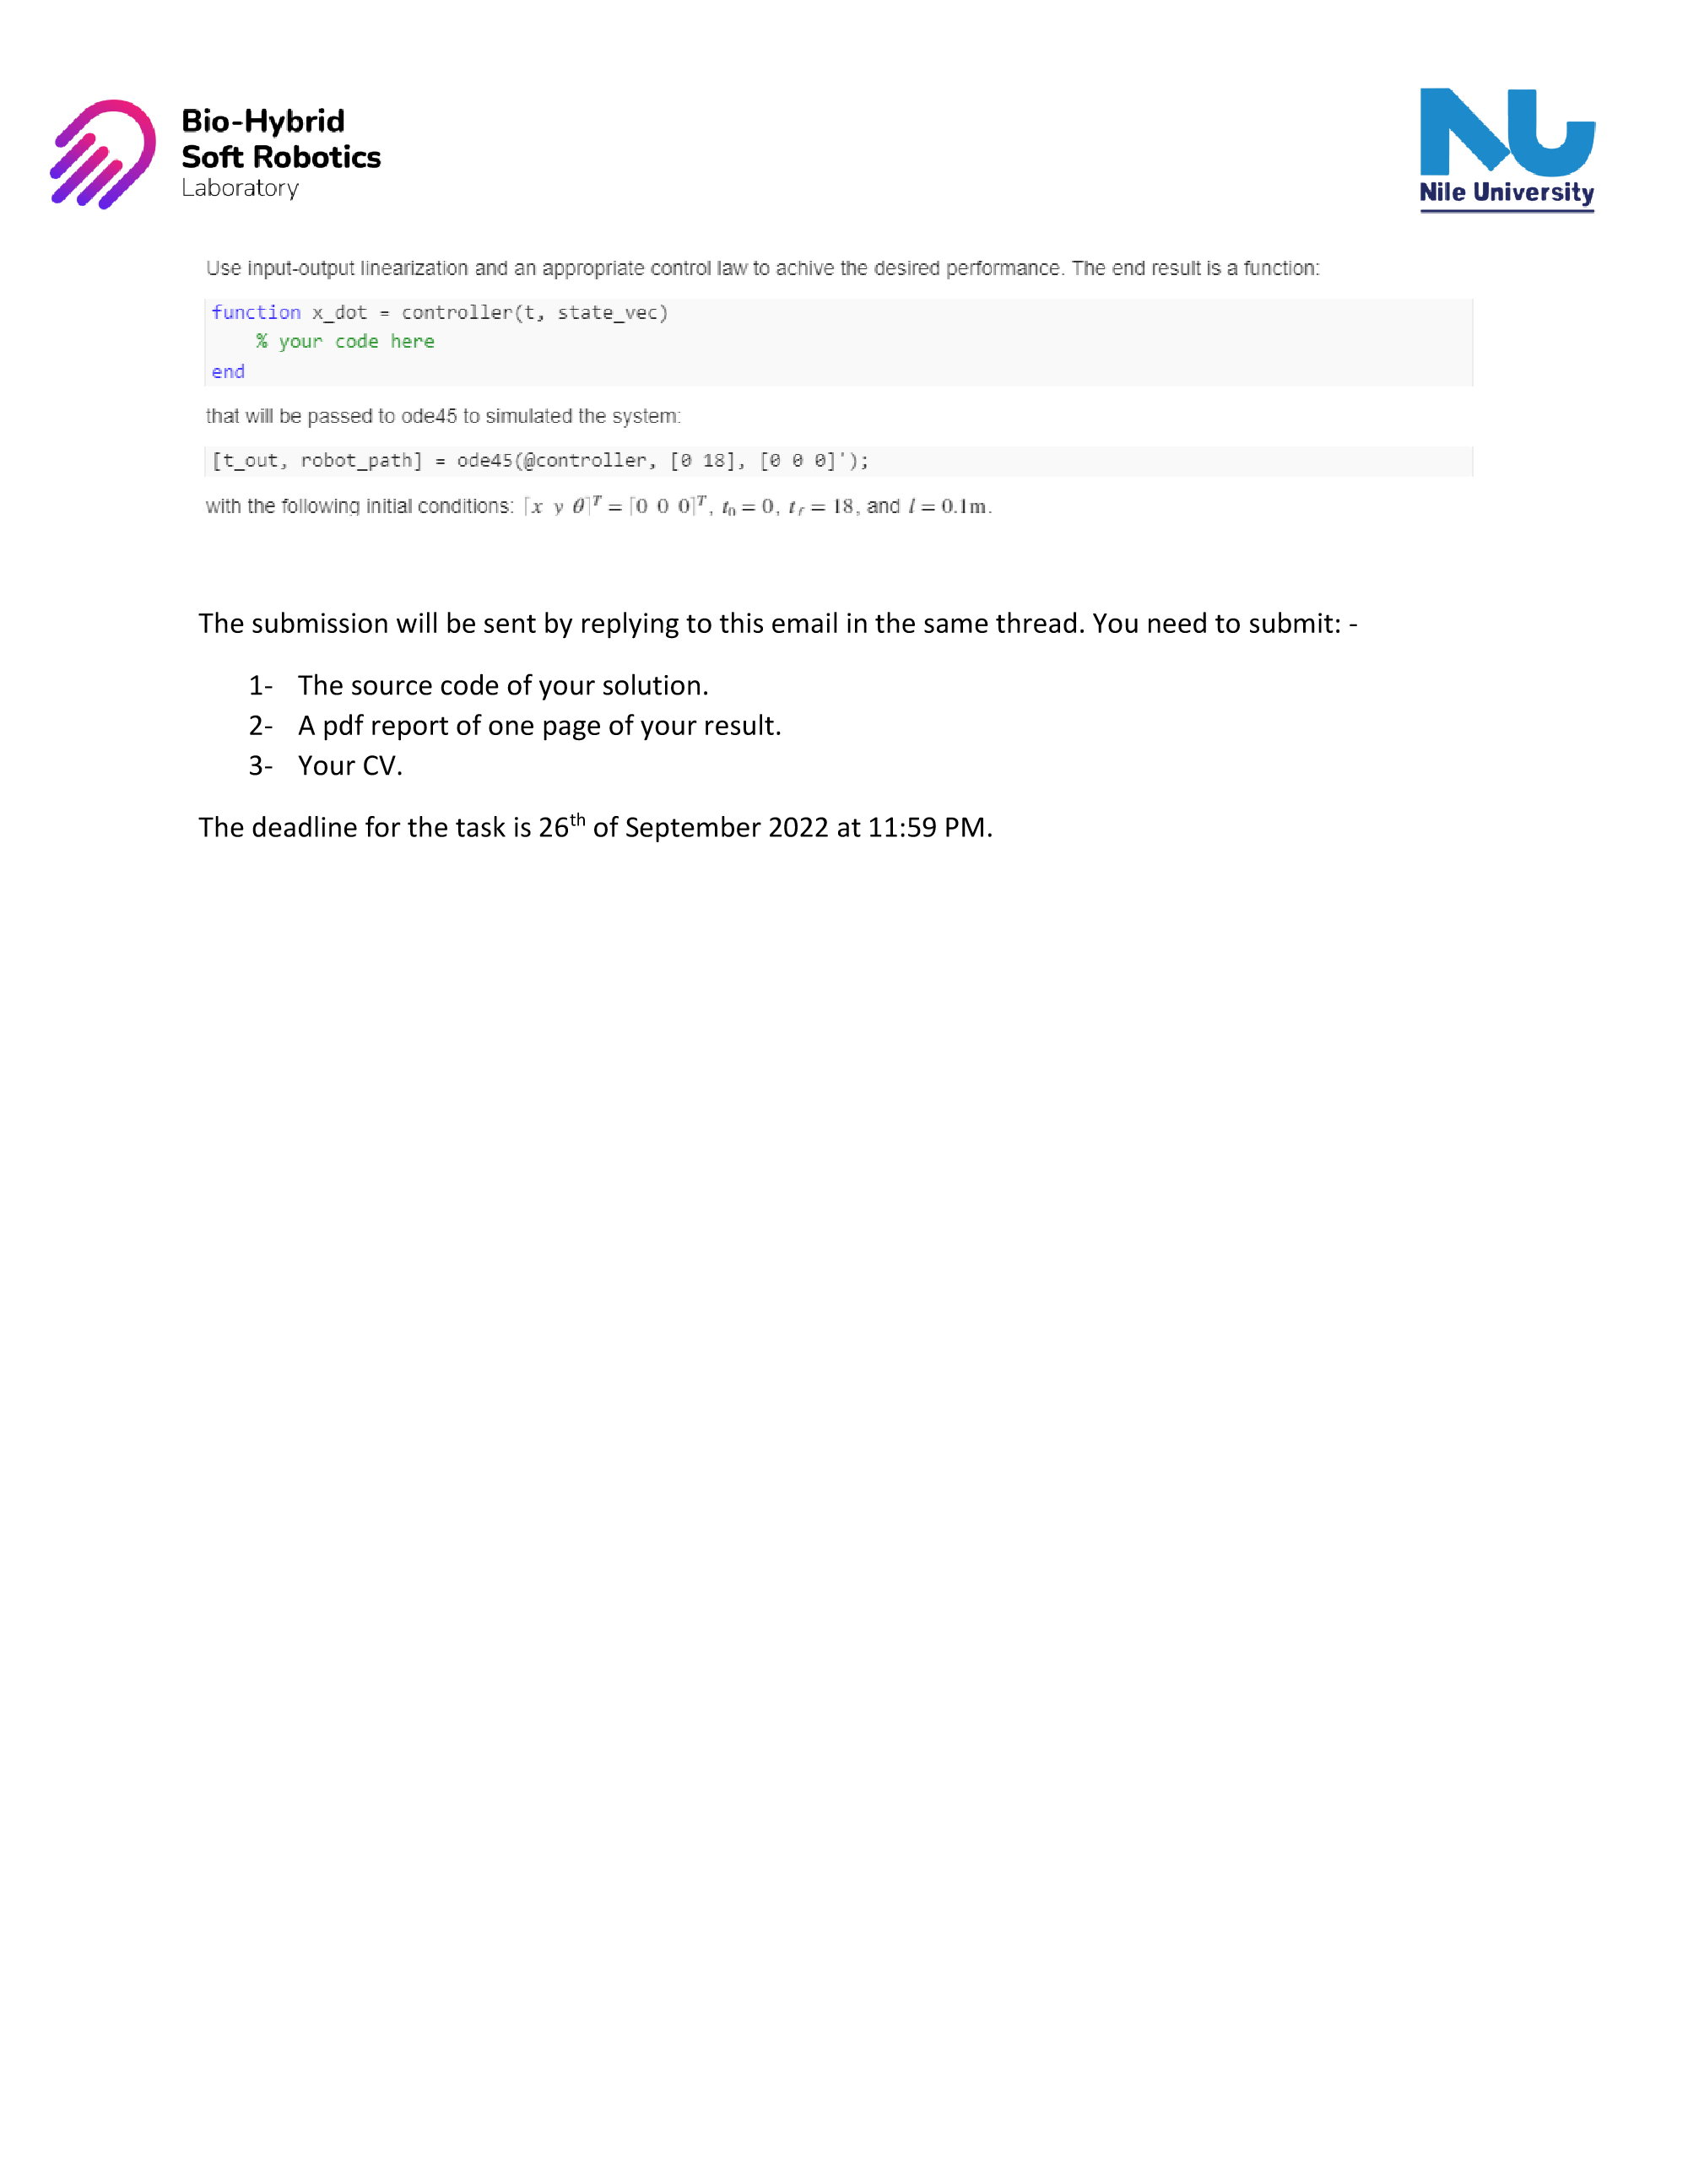 Bio-Hybrid
Soft Robotics
Laboratory
NU
Nile University
Use input-output linearization and an appropriate control law to achive the desired performance. The end result is a function:
function x_dot = controller(t, state_vec)
% your code here
end
that will be passed to ode45 to simulated the system:
[t_out, robot_path] = ode45(@controller, [0 18], [0 0 0]');
with the following initial conditions: [x y θ]ᵀ = [0 0 0]ᵀ, t₀ = 0, t_f = 18, and l = 0.1m.
The submission will be sent by replying to this email in the same thread. You need to submit: -
1- The source code of your solution.
2- A pdf report of one page of your result.
3- Your CV.
The deadline for the task is 26th of September 2022 at 11:59 PM.